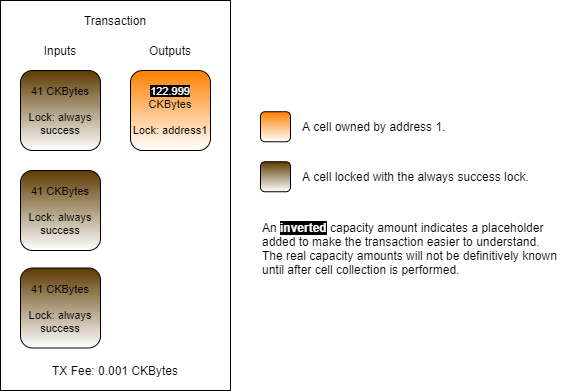 Transaction
Inputs
Outputs
41 CKBytes
Lock: always
success
122.999
CKBytes
Lock: address1
41 CKBytes
Lock: always
success
41 CKBytes
Lock: always
success
TX Fee: 0.001 CKBytes
A cell owned by address 1.
A cell locked with the always success lock.
An inverted capacity amount indicates a placeholder
added to make the transaction easier to understand.
The real capacity amounts will not be definitively known
until after cell collection is performed.